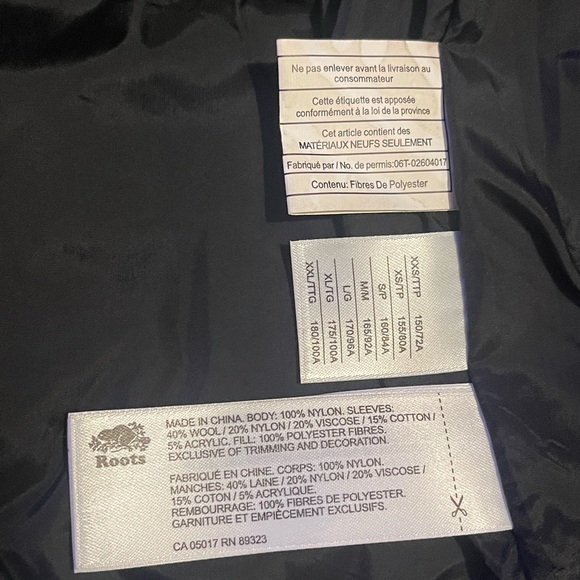 Ne pas enlever avant la livraison au
consommateur
Cette étiquette est apposée
conformément à la loi de la province
Cet article contient des
MATÉRIAUX NEUFS SEULEMENT
Fabriqué par / No. de permis:06T-02604017
Contenu: Fibres De Polyester
XXS/TTP 150/72A
XS/TP 155/80A
S/P 160/84A
M/M 165/92A
L/G 170/96A
XL/TG 175/100A
XXL/TTG 180/100A
Roots
MADE IN CHINA. BODY: 100% NYLON. SLEEVES:
40% WOOL / 20% NYLON / 20% VISCOSE / 15% COTTON /
5% ACRYLIC. FILL: 100% POLYESTER FIBRES.
EXCLUSIVE OF TRIMMING AND DECORATION.
FABRIQUÉ EN CHINE. CORPS: 100% NYLON.
MANCHES: 40% LAINE / 20% NYLON / 20% VISCOSE /
15% COTON / 5% ACRYLIQUE.
REMBOURRAGE: 100% FIBRES DE POLYESTER.
GARNITURE ET EMPIÈCEMENT EXCLUSIFS.
CA 05017 RN 89323